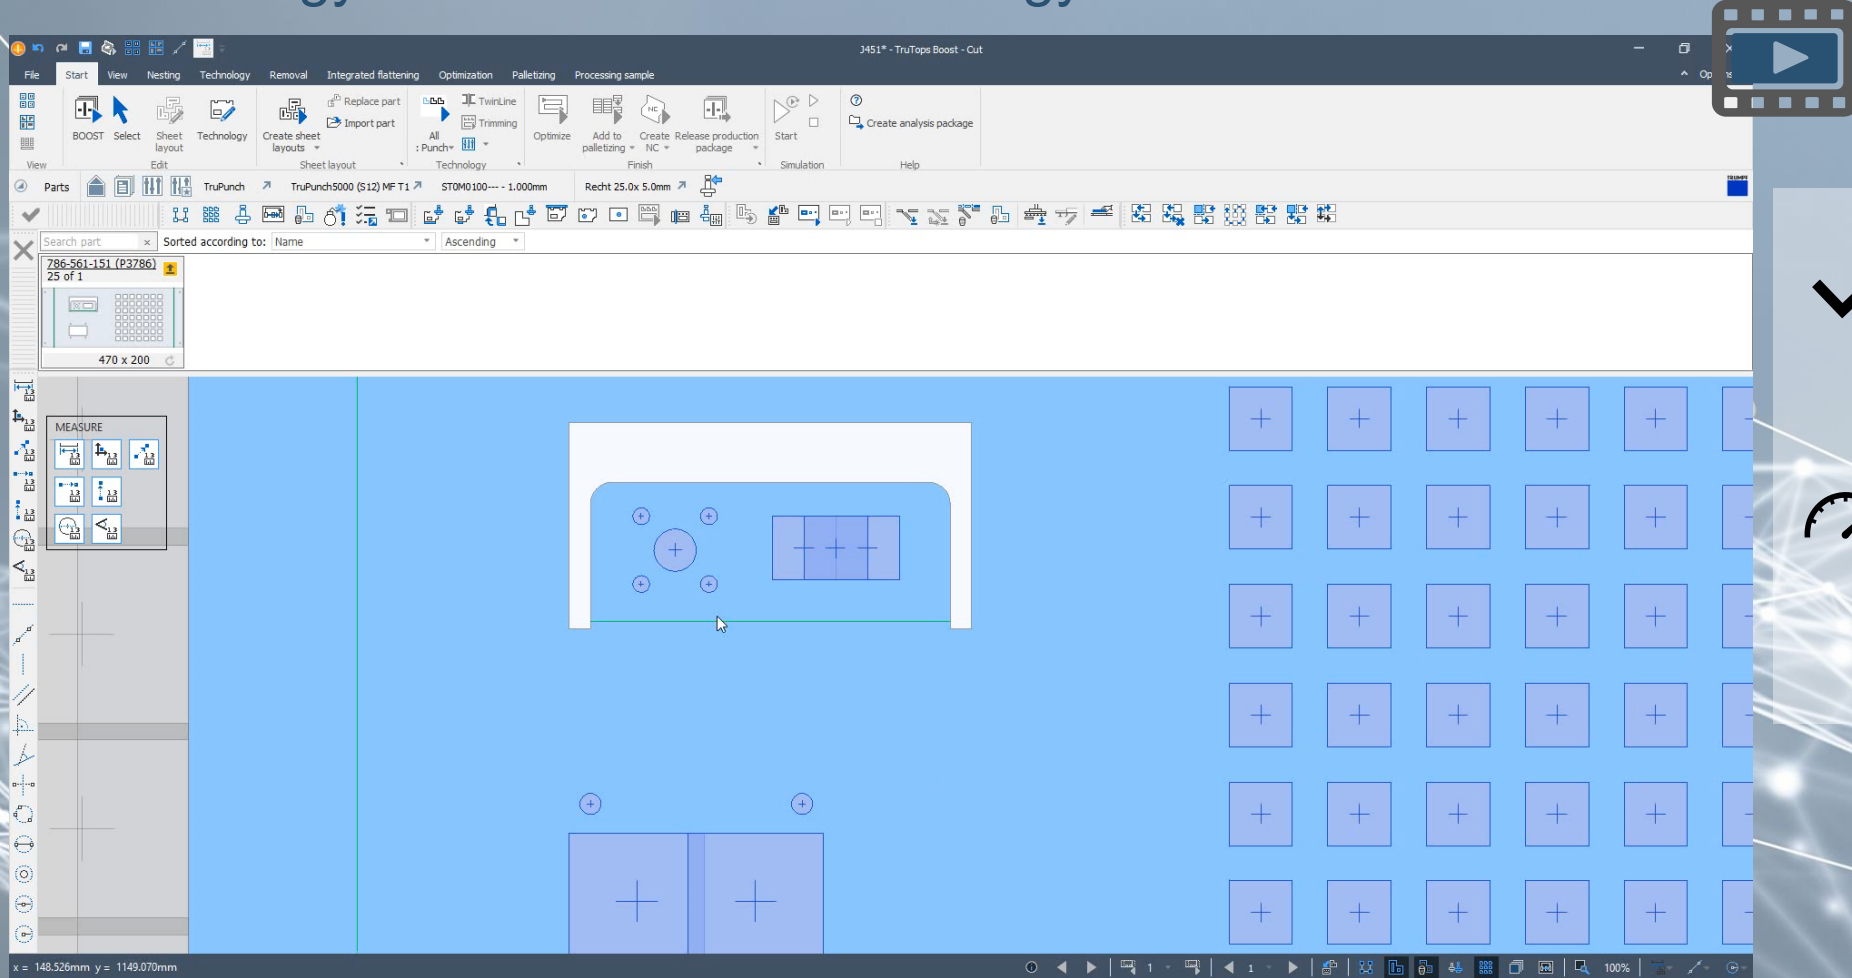 J451* - TruTops Boost - Cut
File Start View Nesting Technology Removal Integrated flattening Optimization Palletizing Processing sample
BOOST Select Sheet layout Technology Create sheet layouts Replace part Import part All : Punch TwinLine Trimming Optimize Add to palletizing Create NC Release production package Start Create analysis package
View Edit Sheet layout Technology Finish Simulation Help
Parts TruPunch TruPunch5000 (S12) MF T1 ST0M0100--- - 1.000mm Recht 25.0x 5.0mm TRUMPF
Search part × Sorted according to: Name Ascending
786-561-151 (P3786)
25 of 1
470 x 200
MEASURE
x = 148.526mm y = 1149.070mm 1 1 100%